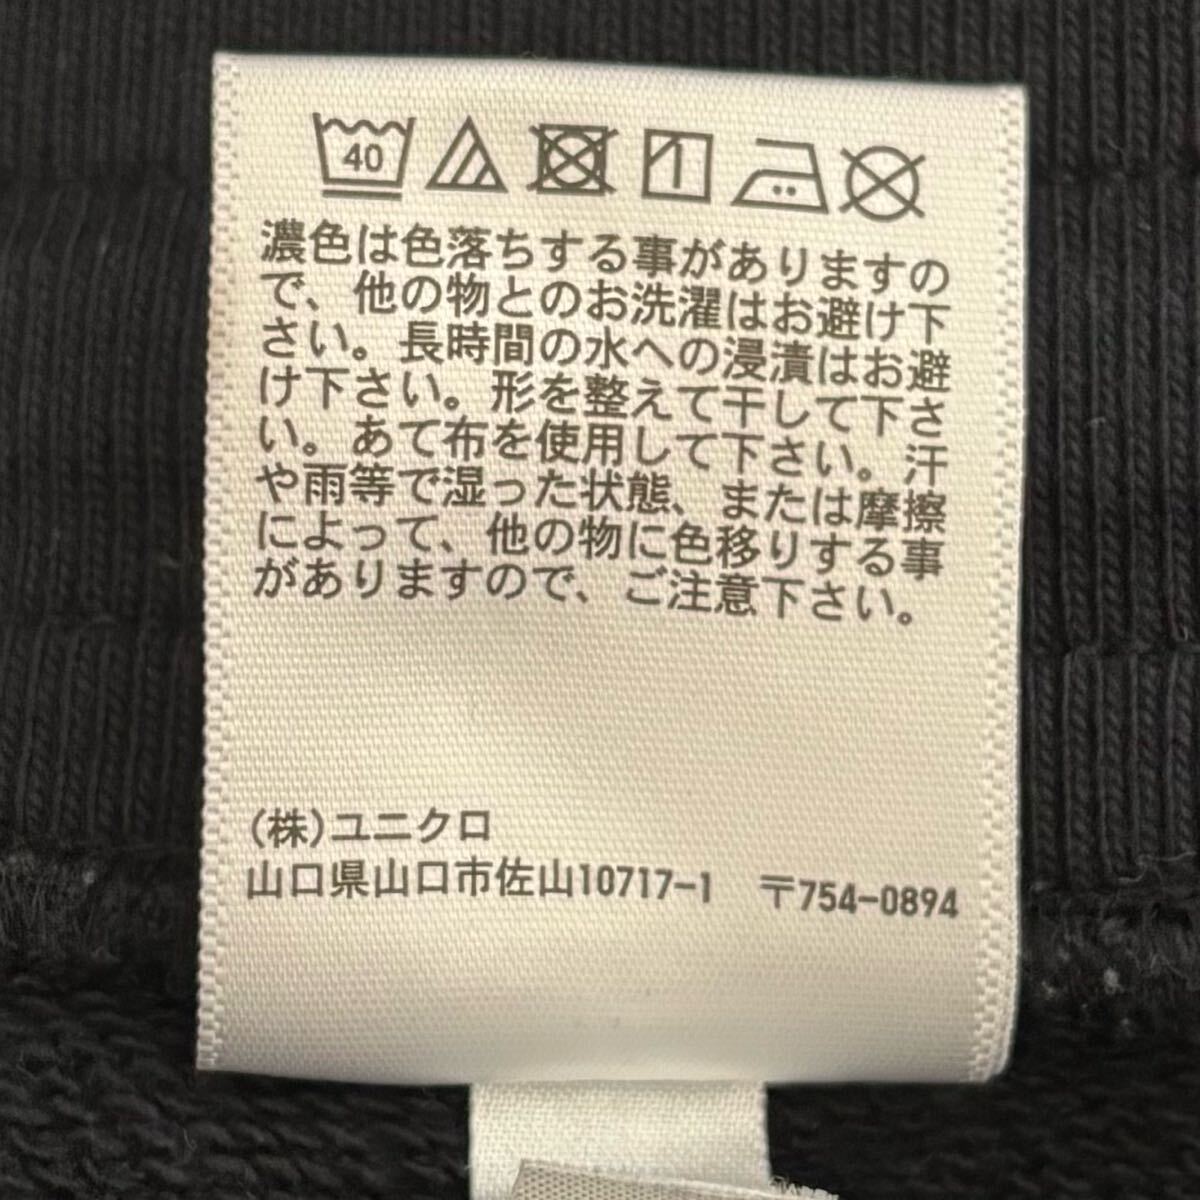 40
濃色は色落ちする事がありますの
で、他の物とのお洗濯はお避け下
さい。長時間の水への浸漬はお避
け下さい。形を整えて干して下さ
い。あて布を使用して下さい。汗
や雨等で湿った状態、または摩擦
によって、他の物に色移りする事
がありますので、ご注意下さい。
(株)ユニクロ
山口県山口市佐山10717-1 〒754-0894